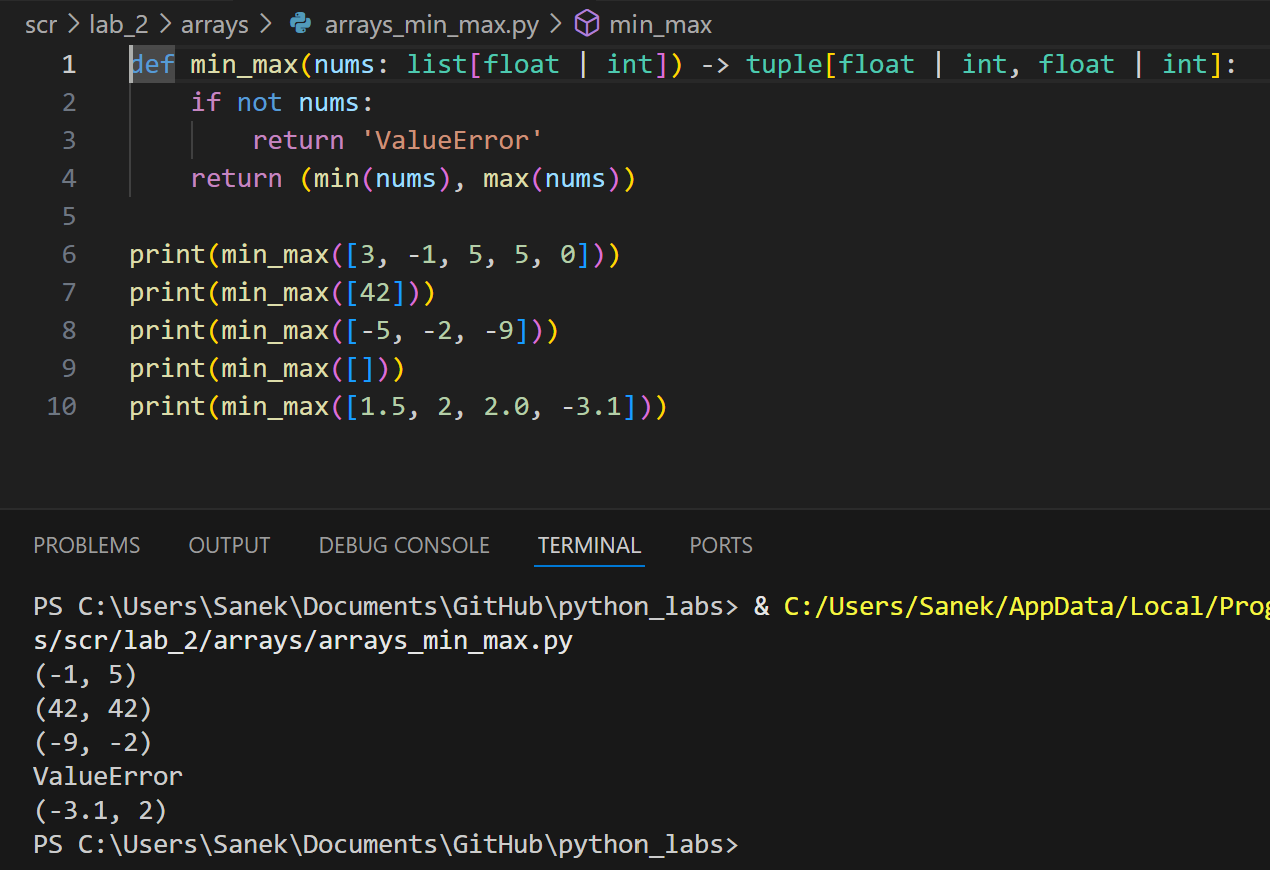 scr > lab_2 > arrays > arrays_min_max.py > min_max
1 def min_max(nums: list[float | int]) -> tuple[float | int, float | int]:
2     if not nums:
3         return 'ValueError'
4     return (min(nums), max(nums))
5
6 print(min_max([3, -1, 5, 5, 0]))
7 print(min_max([42]))
8 print(min_max([-5, -2, -9]))
9 print(min_max([]))
10 print(min_max([1.5, 2, 2.0, -3.1]))
PROBLEMS OUTPUT DEBUG CONSOLE TERMINAL PORTS
PS C:\Users\Sanek\Documents\GitHub\python_labs> & C:/Users/Sanek/AppData/Local/Prog
s/scr/lab_2/arrays/arrays_min_max.py
(-1, 5)
(42, 42)
(-9, -2)
ValueError
(-3.1, 2)
PS C:\Users\Sanek\Documents\GitHub\python_labs>